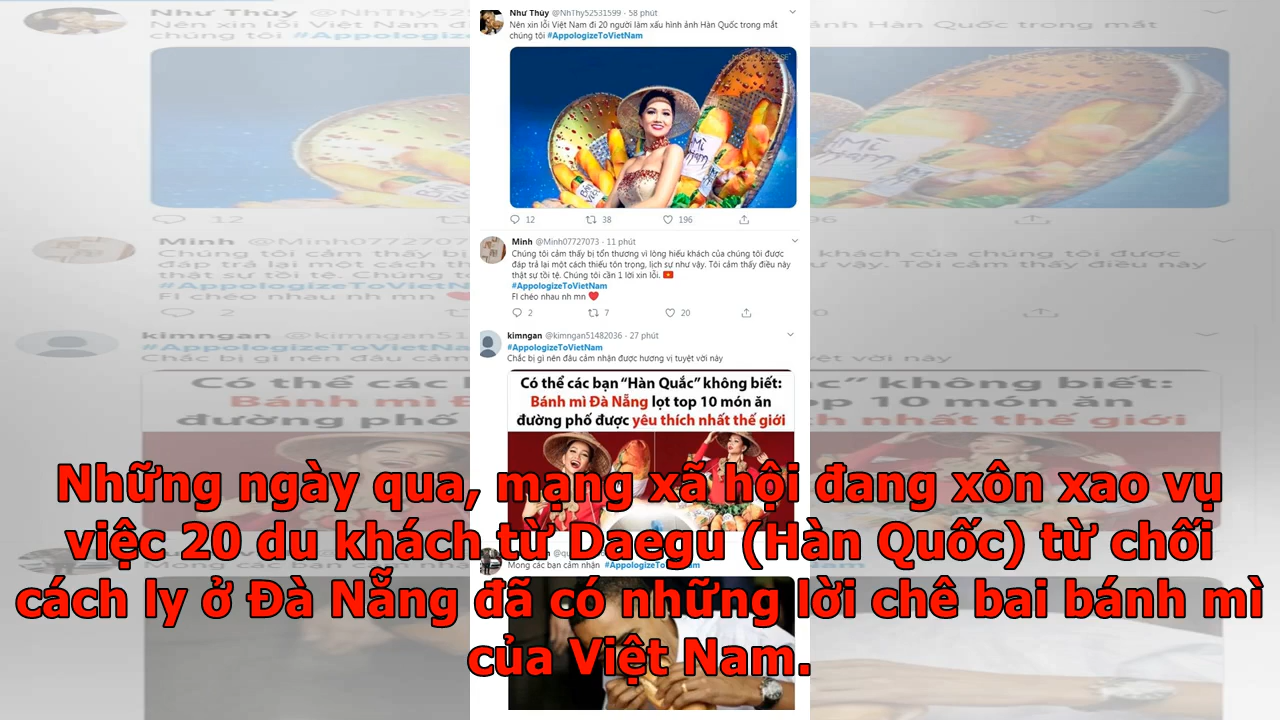 Như Thùy @NhThy52531599 · 58 phút
Nên xin lỗi Việt Nam đi 20 người làm xấu hình ảnh Hàn Quốc trong mắt
chúng tôi #AppologizeToVietNam
MÌ
Nam
12 38 196
Minh @Minh07727073 · 11 phút
Chúng tôi cảm thấy bị tổn thương vì lòng hiếu khách của chúng tôi được
đáp trả lại một cách thiếu tôn trọng, lịch sự như vậy. Tôi cảm thấy điều này
thật sự tồi tệ. Chúng tôi cần 1 lời xin lỗi.
#AppologizeToVietNam
Fl chéo nhau nh mn
2 7 20
kimngan @kimngan51482036 · 27 phút
#AppologizeToVietNam
Chắc bị gì nên đâu cảm nhận được hương vị tuyệt vời này
Có thể các bạn “Hàn Quắc” không biết:
Bánh mì Đà Nẵng lọt top 10 món ăn
đường phố được yêu thích nhất thế giới
Mong các bạn cảm nhận #AppologizeToVietNam
Những ngày qua, mạng xã hội đang xôn xao vụ
việc 20 du khách từ Daegu (Hàn Quốc) từ chối
cách ly ở Đà Nẵng đã có những lời chê bai bánh mì
của Việt Nam.